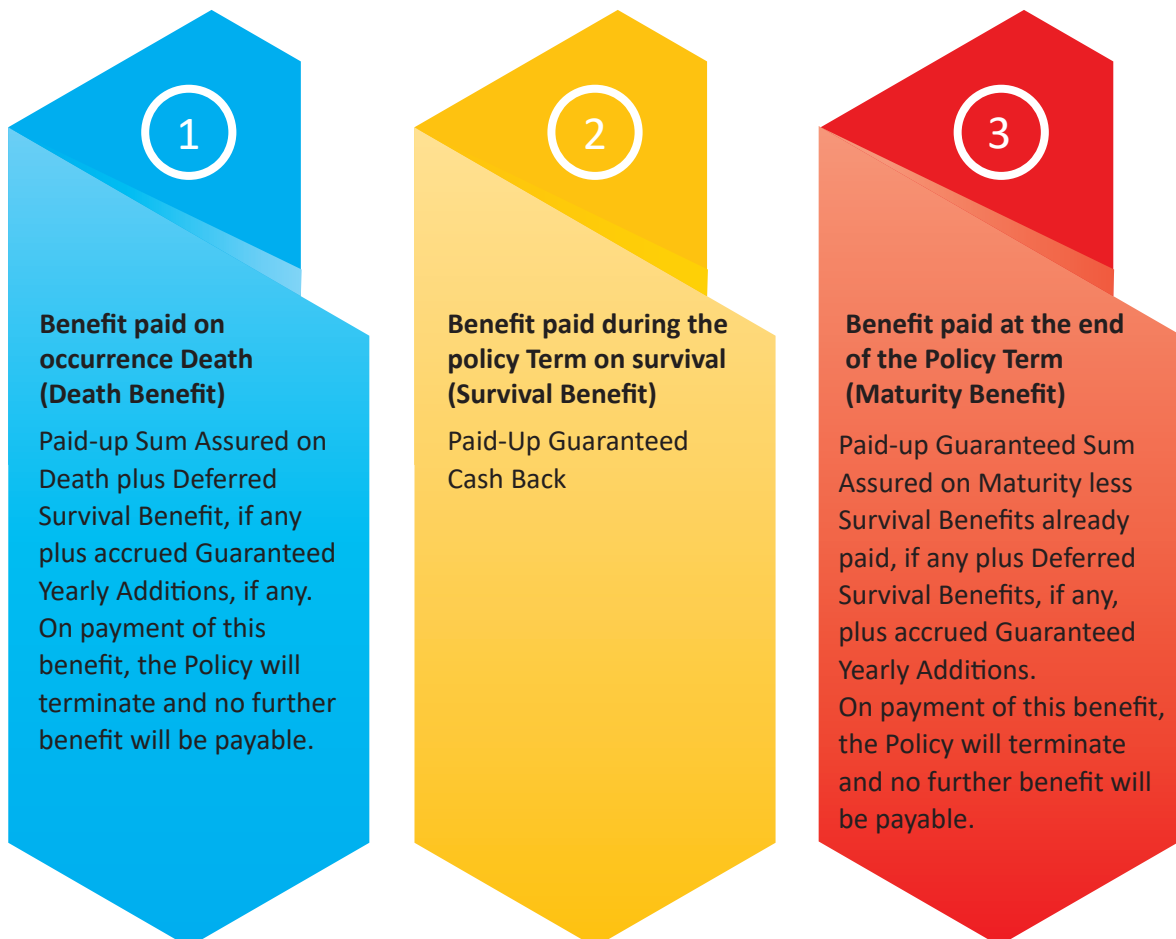 1
Benefit paid on
occurrence Death
(Death Benefit)
Paid-up Sum Assured on
Death plus Deferred
Survival Benefit, if any
plus accrued Guaranteed
Yearly Additions, if any.
On payment of this
benefit, the Policy will
terminate and no further
benefit will be payable.
2
Benefit paid during the
policy Term on survival
(Survival Benefit)
Paid-Up Guaranteed
Cash Back
3
Benefit paid at the end
of the Policy Term
(Maturity Benefit)
Paid-up Guaranteed Sum
Assured on Maturity less
Survival Benefits already
paid, if any plus Deferred
Survival Benefits, if any,
plus accrued Guaranteed
Yearly Additions.
On payment of this benefit,
the Policy will terminate
and no further benefit will
be payable.